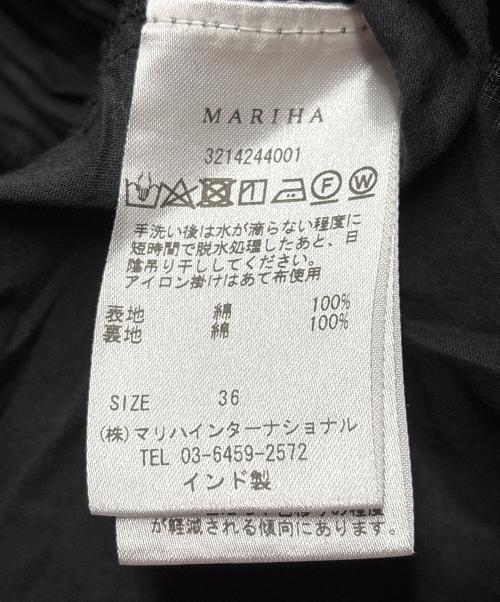 MARIHA
3214244001
F W
手洗い後は水が滴らない程度に
短時間で脱水処理したあと、日
陰吊り干ししてください。
アイロン掛けはあて布使用
表地 綿 100%
裏地 綿 100%
SIZE 36
(株)マリハインターナショナル
TEL 03-6459-2572
インド製
が軽減される傾向にあります。